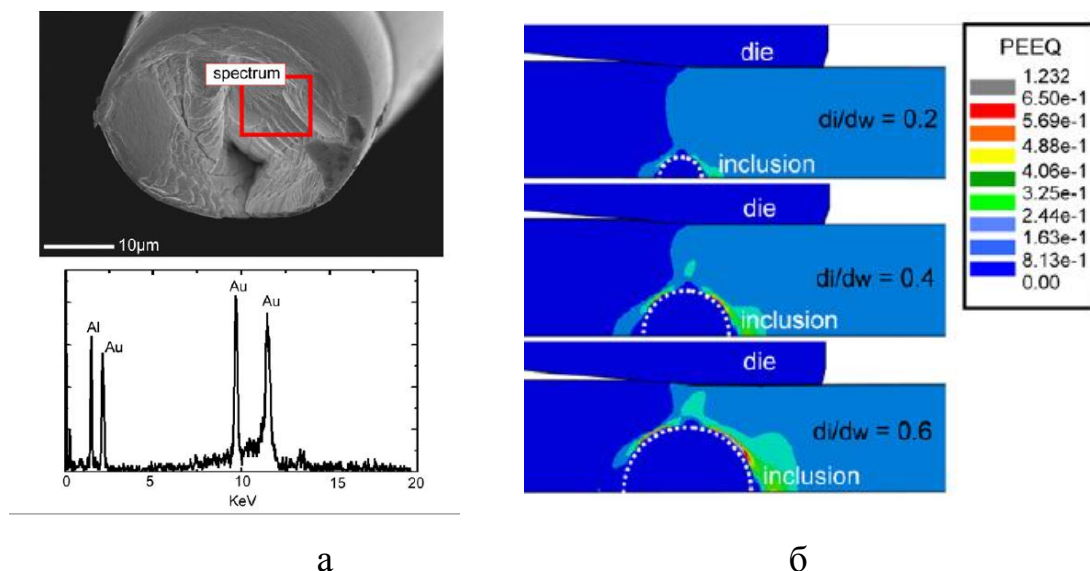 spectrum
10µm
Al
Au
Au
Au
0 5 10 15 20
KeV
die
di/dw = 0.2
inclusion
die
di/dw = 0.4
inclusion
die
di/dw = 0.6
inclusion
PEEQ
1.232
6.50e-1
5.69e-1
4.88e-1
4.06e-1
3.25e-1
2.44e-1
1.63e-1
8.13e-1
0.00
а б